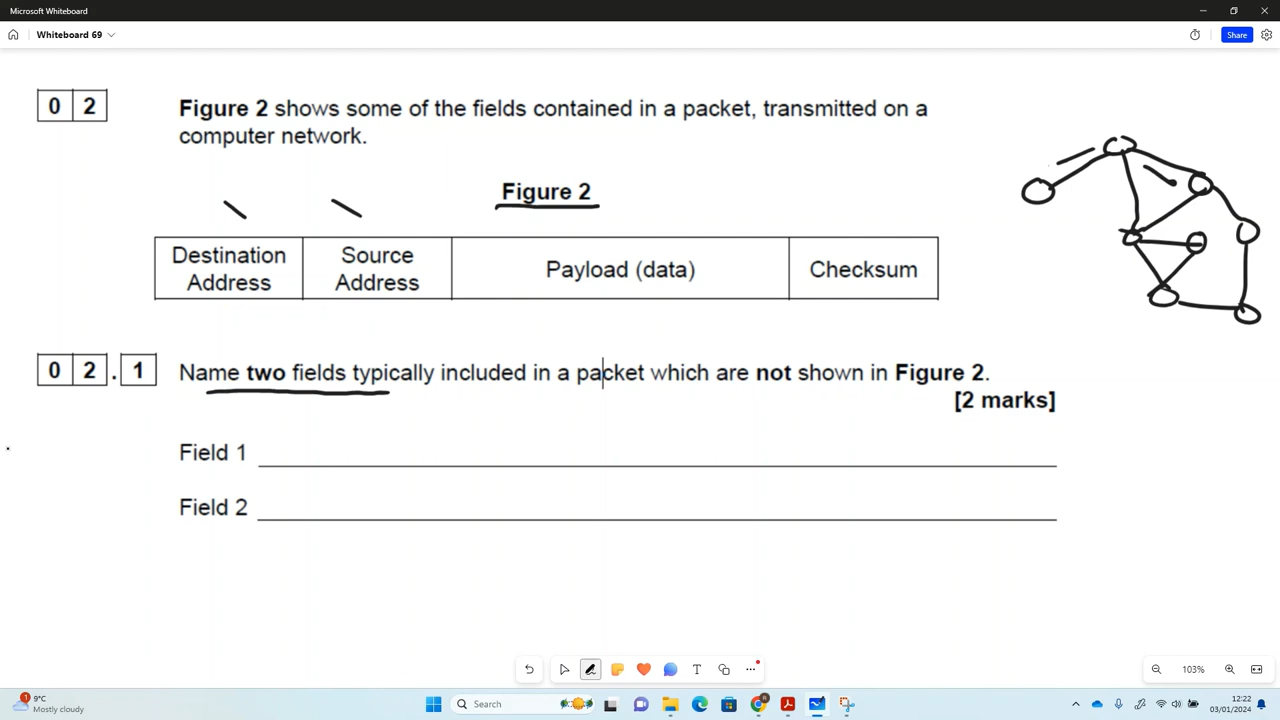 Microsoft Whiteboard
Whiteboard 69
Share
0 2
Figure 2 shows some of the fields contained in a packet, transmitted on a
computer network.
Figure 2
Destination Address
Source Address
Payload (data)
Checksum
0 2 . 1
Name two fields typically included in a packet which are not shown in Figure 2.
[2 marks]
Field 1
Field 2
103%
1
9°C
Mostly cloudy
Search
12:22
03/01/2024